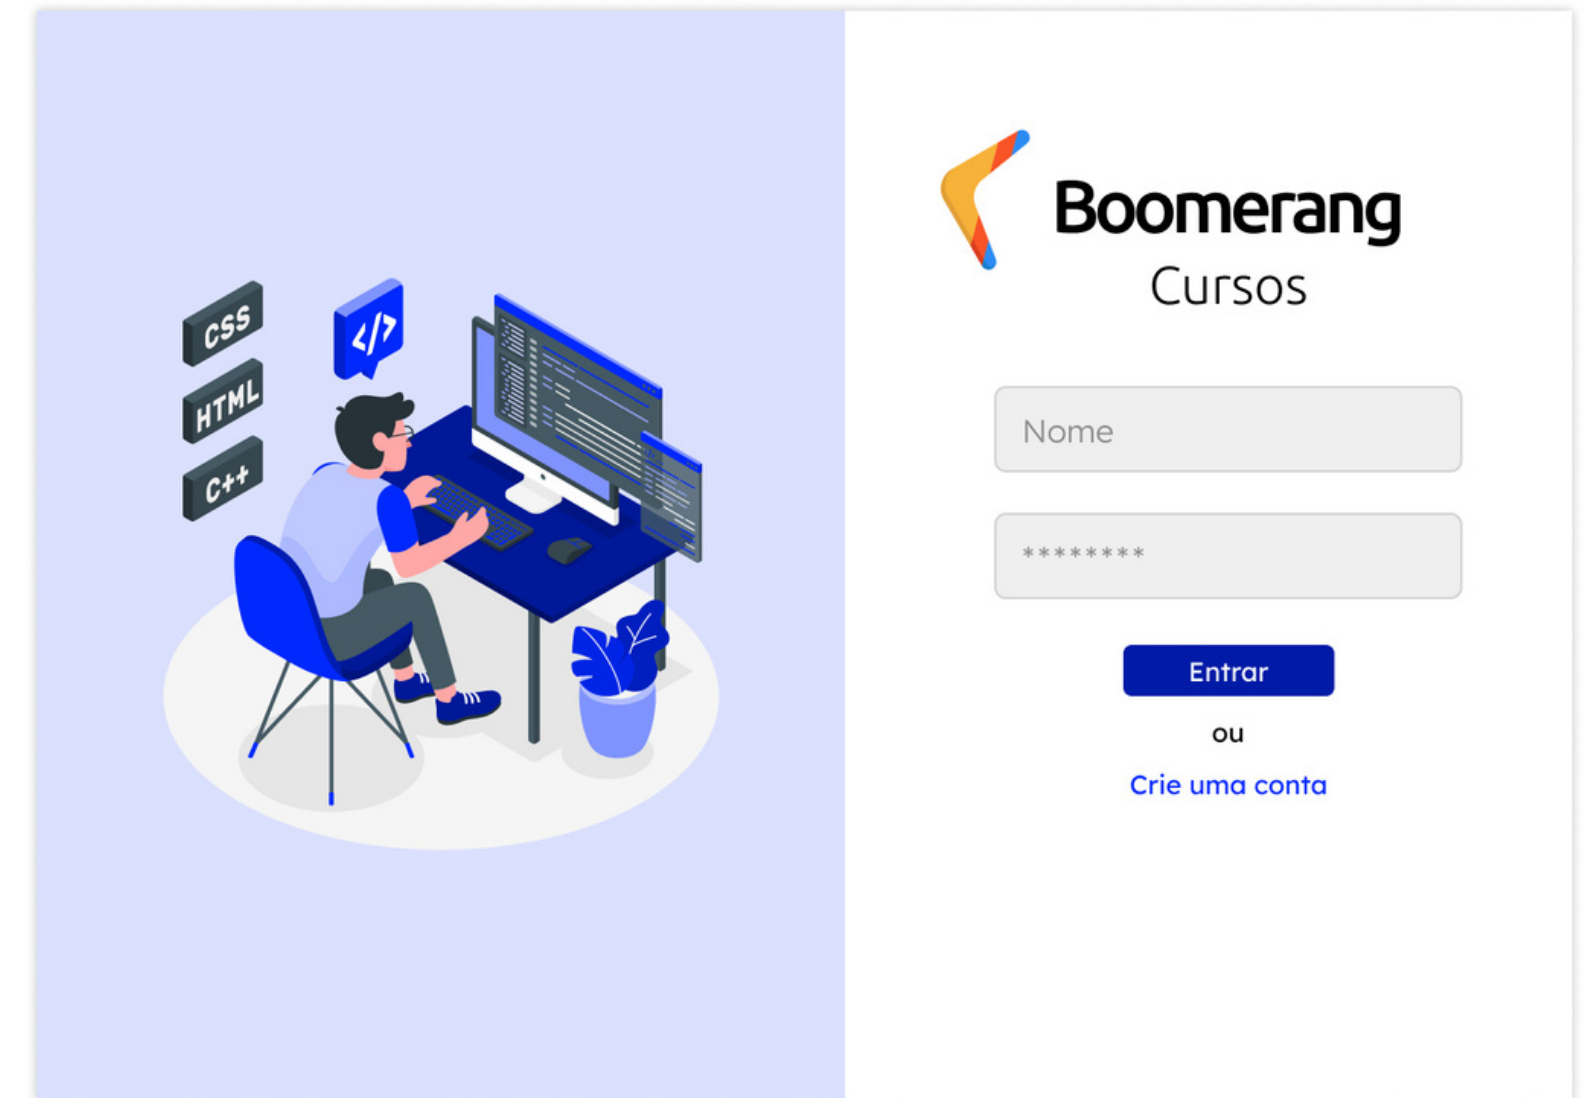 CSS
HTML
C++
</>
Boomerang
Cursos
Nome
********
Entrar
ou
Crie uma conta